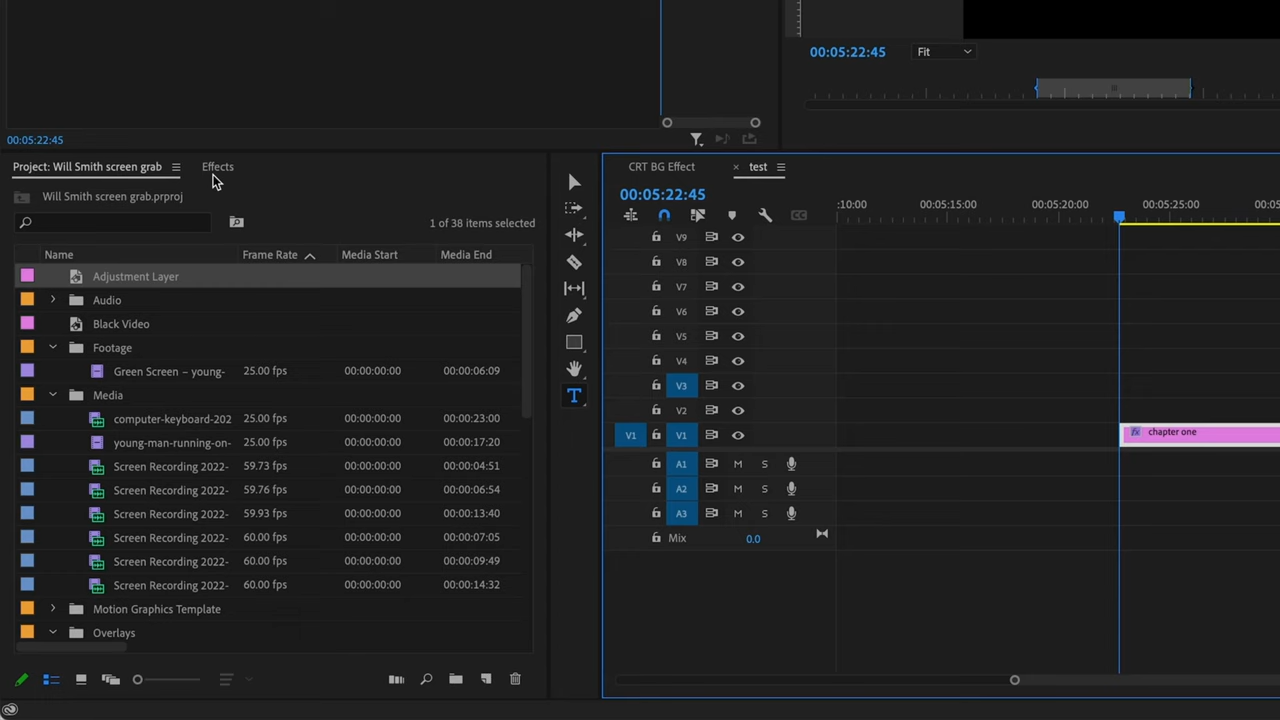 00:05:22:45
Fit
00:05:22:45
Project: Will Smith screen grab
Effects
CRT BG Effect
× test
Will Smith screen grab.prproj
00:05:22:45
1 of 38 items selected
:10:00 00:05:15:00 00:05:20:00 00:05:25:00 00:05
Name Frame Rate Media Start Media End
Adjustment Layer
Audio
Black Video
Footage
Green Screen – young- 25.00 fps 00:00:00:00 00:00:06:09
Media
computer-keyboard-202 25.00 fps 00:00:00:00 00:00:23:00
young-man-running-on- 25.00 fps 00:00:00:00 00:00:17:20
Screen Recording 2022- 59.73 fps 00:00:00:00 00:00:04:51
Screen Recording 2022- 59.76 fps 00:00:00:00 00:00:06:54
Screen Recording 2022- 59.93 fps 00:00:00:00 00:00:13:40
Screen Recording 2022- 60.00 fps 00:00:00:00 00:00:07:05
Screen Recording 2022- 60.00 fps 00:00:00:00 00:00:09:49
Screen Recording 2022- 60.00 fps 00:00:00:00 00:00:14:32
Motion Graphics Template
Overlays
T
CC
V9
V8
V7
V6
V5
V4
V3
V2
V1 V1 fx chapter one
A1 M S
A2 M S
A3 M S
Mix 0.0